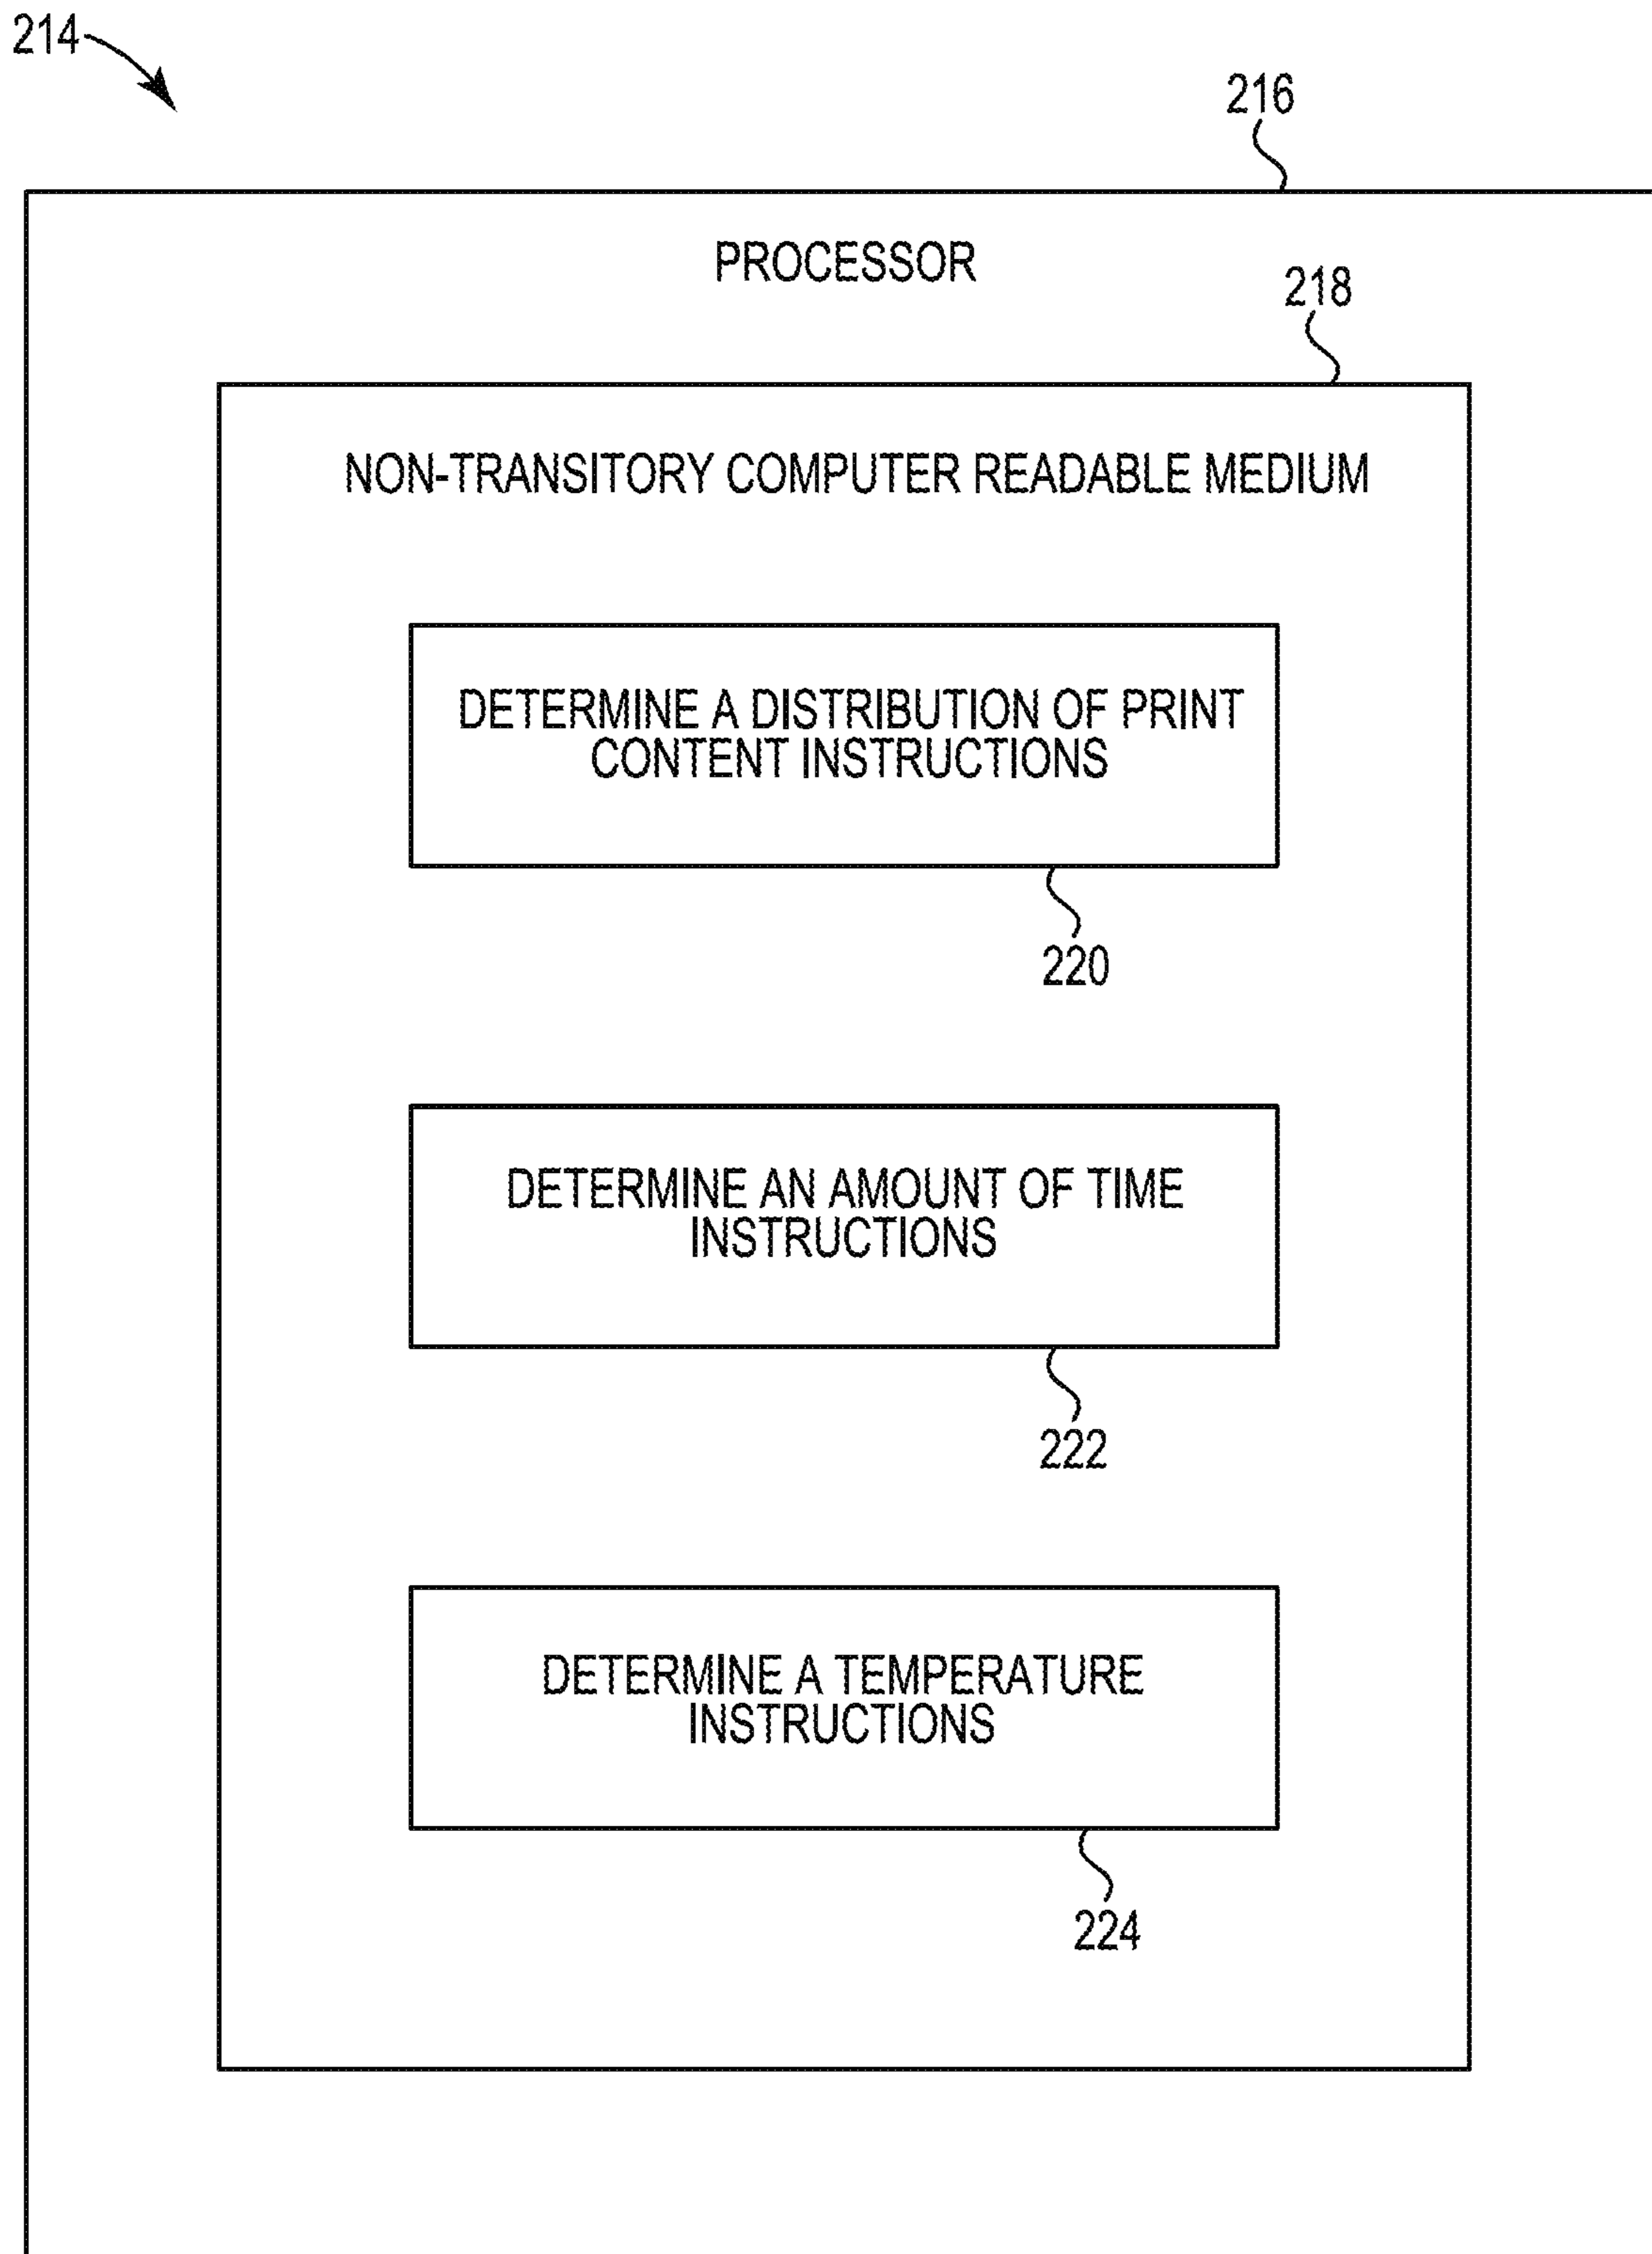 214
216
PROCESSOR
218
NON-TRANSITORY COMPUTER READABLE MEDIUM
DETERMINE A DISTRIBUTION OF PRINT
CONTENT INSTRUCTIONS
220
DETERMINE AN AMOUNT OF TIME
INSTRUCTIONS
222
DETERMINE A TEMPERATURE
INSTRUCTIONS
224